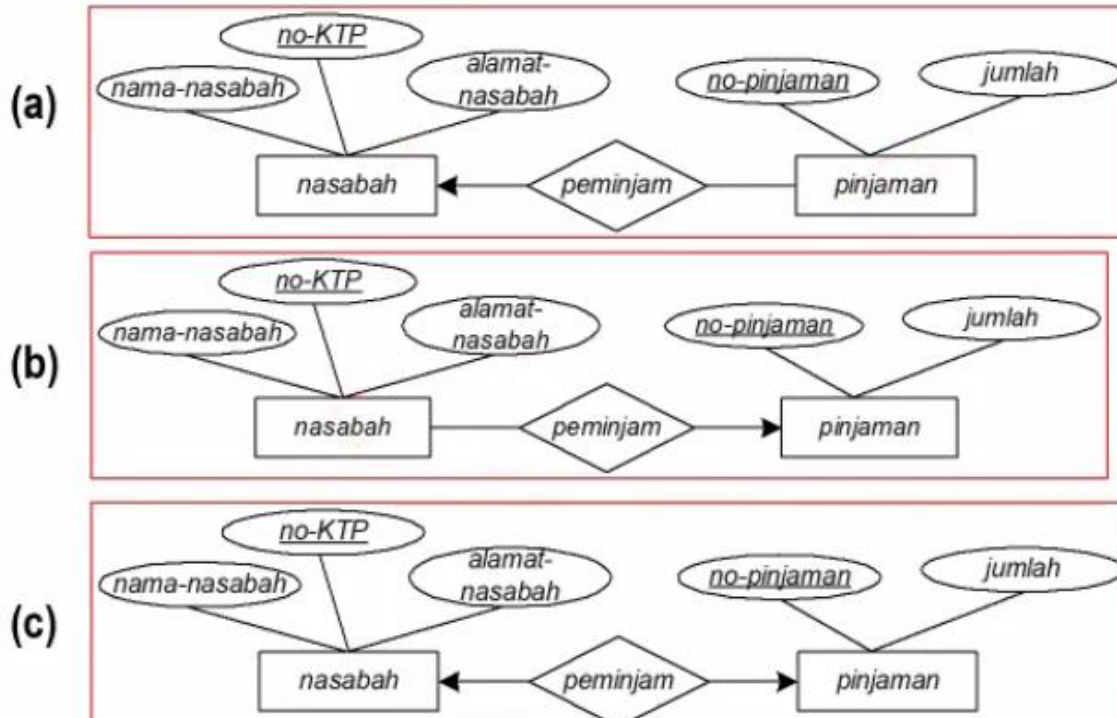 (a)
no-KTP
nama-nasabah
alamat-
nasabah
no-pinjaman
jumlah
nasabah
peminjam
pinjaman
(b)
no-KTP
nama-nasabah
alamat-
nasabah
no-pinjaman
jumlah
nasabah
peminjam
pinjaman
(c)
no-KTP
nama-nasabah
alamat-
nasabah
no-pinjaman
jumlah
nasabah
peminjam
pinjaman